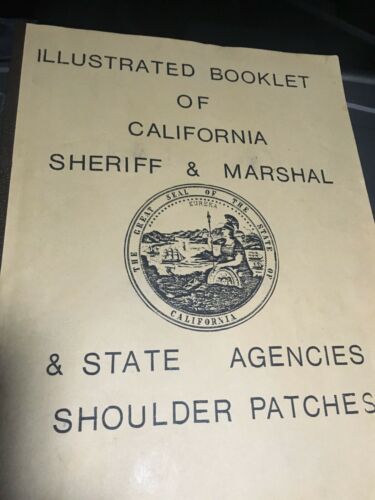 ILLUSTRATED BOOKLET
OF
CALIFORNIA
SHERIFF & MARSHAL
THE GREAT SEAL OF THE STATE OF
EUREKA
CALIFORNIA
& STATE AGENCIES
SHOULDER PATCHES